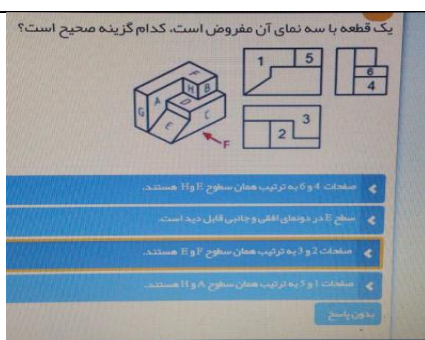 یک قطعه با سه نمای آن مفروض است، کدام گزینه صحیح است؟
1 5
6
4
F
H B
A D
G C
E
F
3
2
صفحات 4 و 6 به ترتیب همان سطوح E و H هستند.
سطح E در دونمای افقی و جانبی قابل دید است.
صفحات 2 و 3 به ترتیب همان سطوح F و E هستند.
صفحات 1 و 5 به ترتیب همان سطوح A و H هستند.
بدون پاسخ